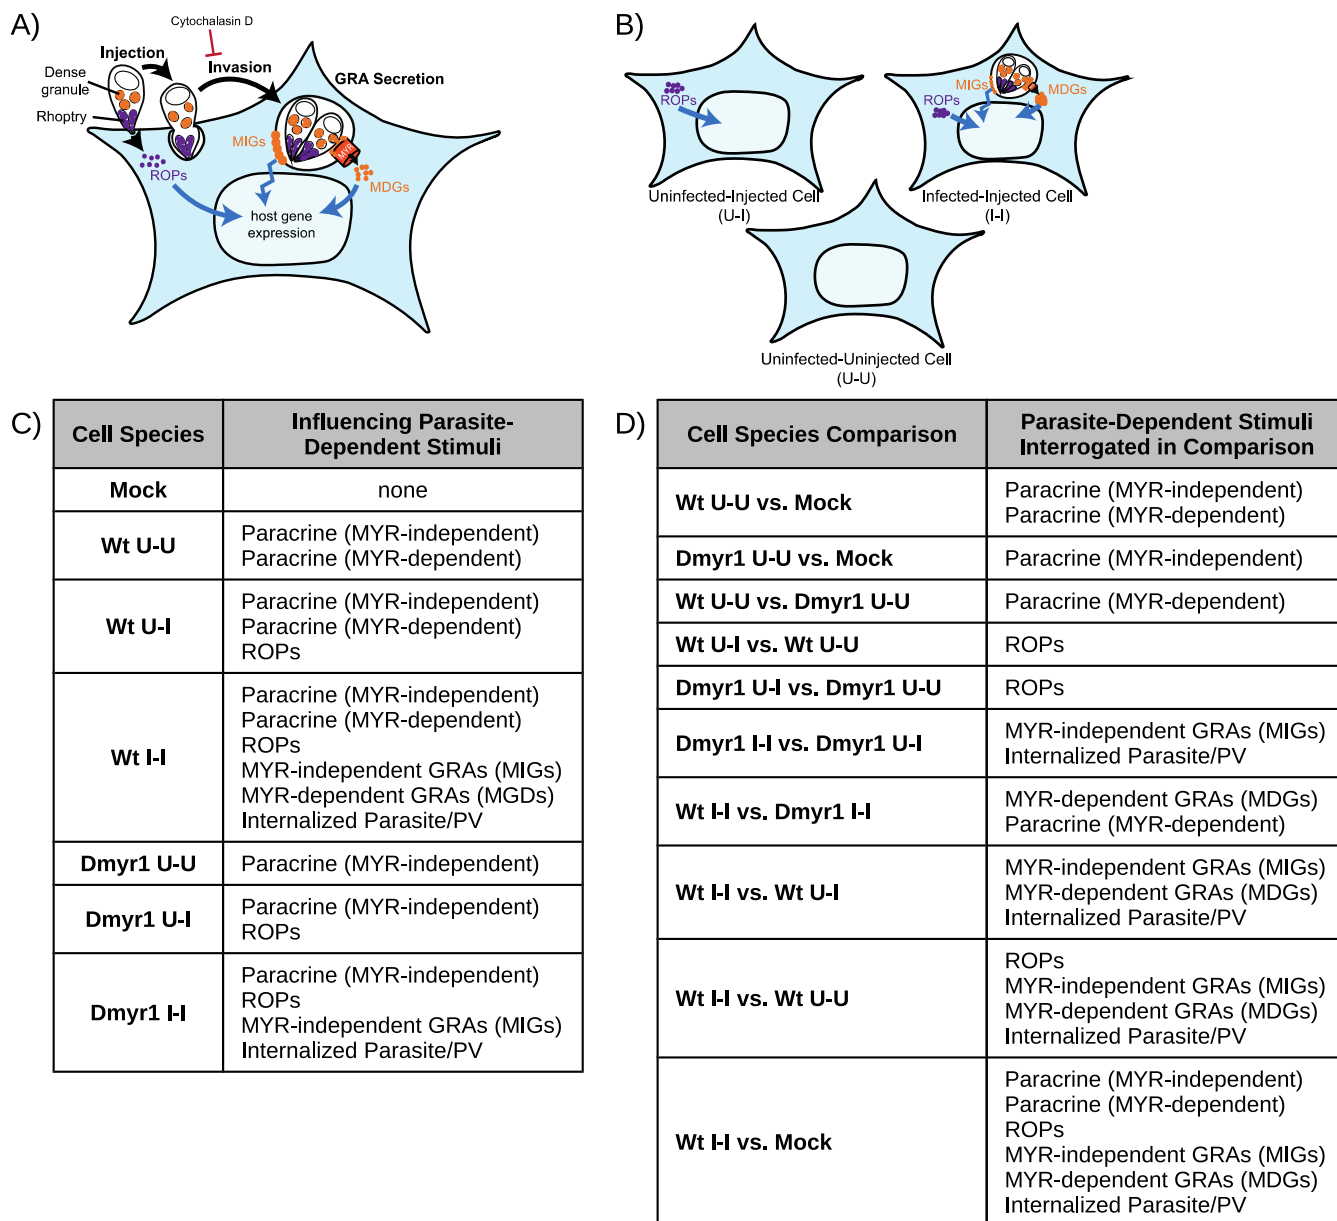 A)
Cytochalasin D
Injection
Invasion
Dense
granule
GRA Secretion
Rhoptry
MIGs
MYR
ROPs
MDGs
host gene
expression
B)
ROPs
Uninfected-Injected Cell
(U-I)
MIGs
ROPs
MDGs
Infected-Injected Cell
(I-I)
Uninfected-Uninjected Cell
(U-U)
C)
Cell Species
Influencing Parasite-
Dependent Stimuli
Mock
none
Wt U-U
Paracrine (MYR-independent)
Paracrine (MYR-dependent)
Wt U-I
Paracrine (MYR-independent)
Paracrine (MYR-dependent)
ROPs
Wt I-I
Paracrine (MYR-independent)
Paracrine (MYR-dependent)
ROPs
MYR-independent GRAs (MIGs)
MYR-dependent GRAs (MGDs)
Internalized Parasite/PV
Dmyr1 U-U
Paracrine (MYR-independent)
Dmyr1 U-I
Paracrine (MYR-independent)
ROPs
Dmyr1 I-I
Paracrine (MYR-independent)
ROPs
MYR-independent GRAs (MIGs)
Internalized Parasite/PV
D)
Cell Species Comparison
Parasite-Dependent Stimuli
Interrogated in Comparison
Wt U-U vs. Mock
Paracrine (MYR-independent)
Paracrine (MYR-dependent)
Dmyr1 U-U vs. Mock
Paracrine (MYR-independent)
Wt U-U vs. Dmyr1 U-U
Paracrine (MYR-dependent)
Wt U-I vs. Wt U-U
ROPs
Dmyr1 U-I vs. Dmyr1 U-U
ROPs
Dmyr1 I-I vs. Dmyr1 U-I
MYR-independent GRAs (MIGs)
Internalized Parasite/PV
Wt I-I vs. Dmyr1 I-I
MYR-dependent GRAs (MDGs)
Paracrine (MYR-dependent)
Wt I-I vs. Wt U-I
MYR-independent GRAs (MIGs)
MYR-dependent GRAs (MDGs)
Internalized Parasite/PV
Wt I-I vs. Wt U-U
ROPs
MYR-independent GRAs (MIGs)
MYR-dependent GRAs (MDGs)
Internalized Parasite/PV
Wt I-I vs. Mock
Paracrine (MYR-independent)
Paracrine (MYR-dependent)
ROPs
MYR-independent GRAs (MIGs)
MYR-dependent GRAs (MDGs)
Internalized Parasite/PV